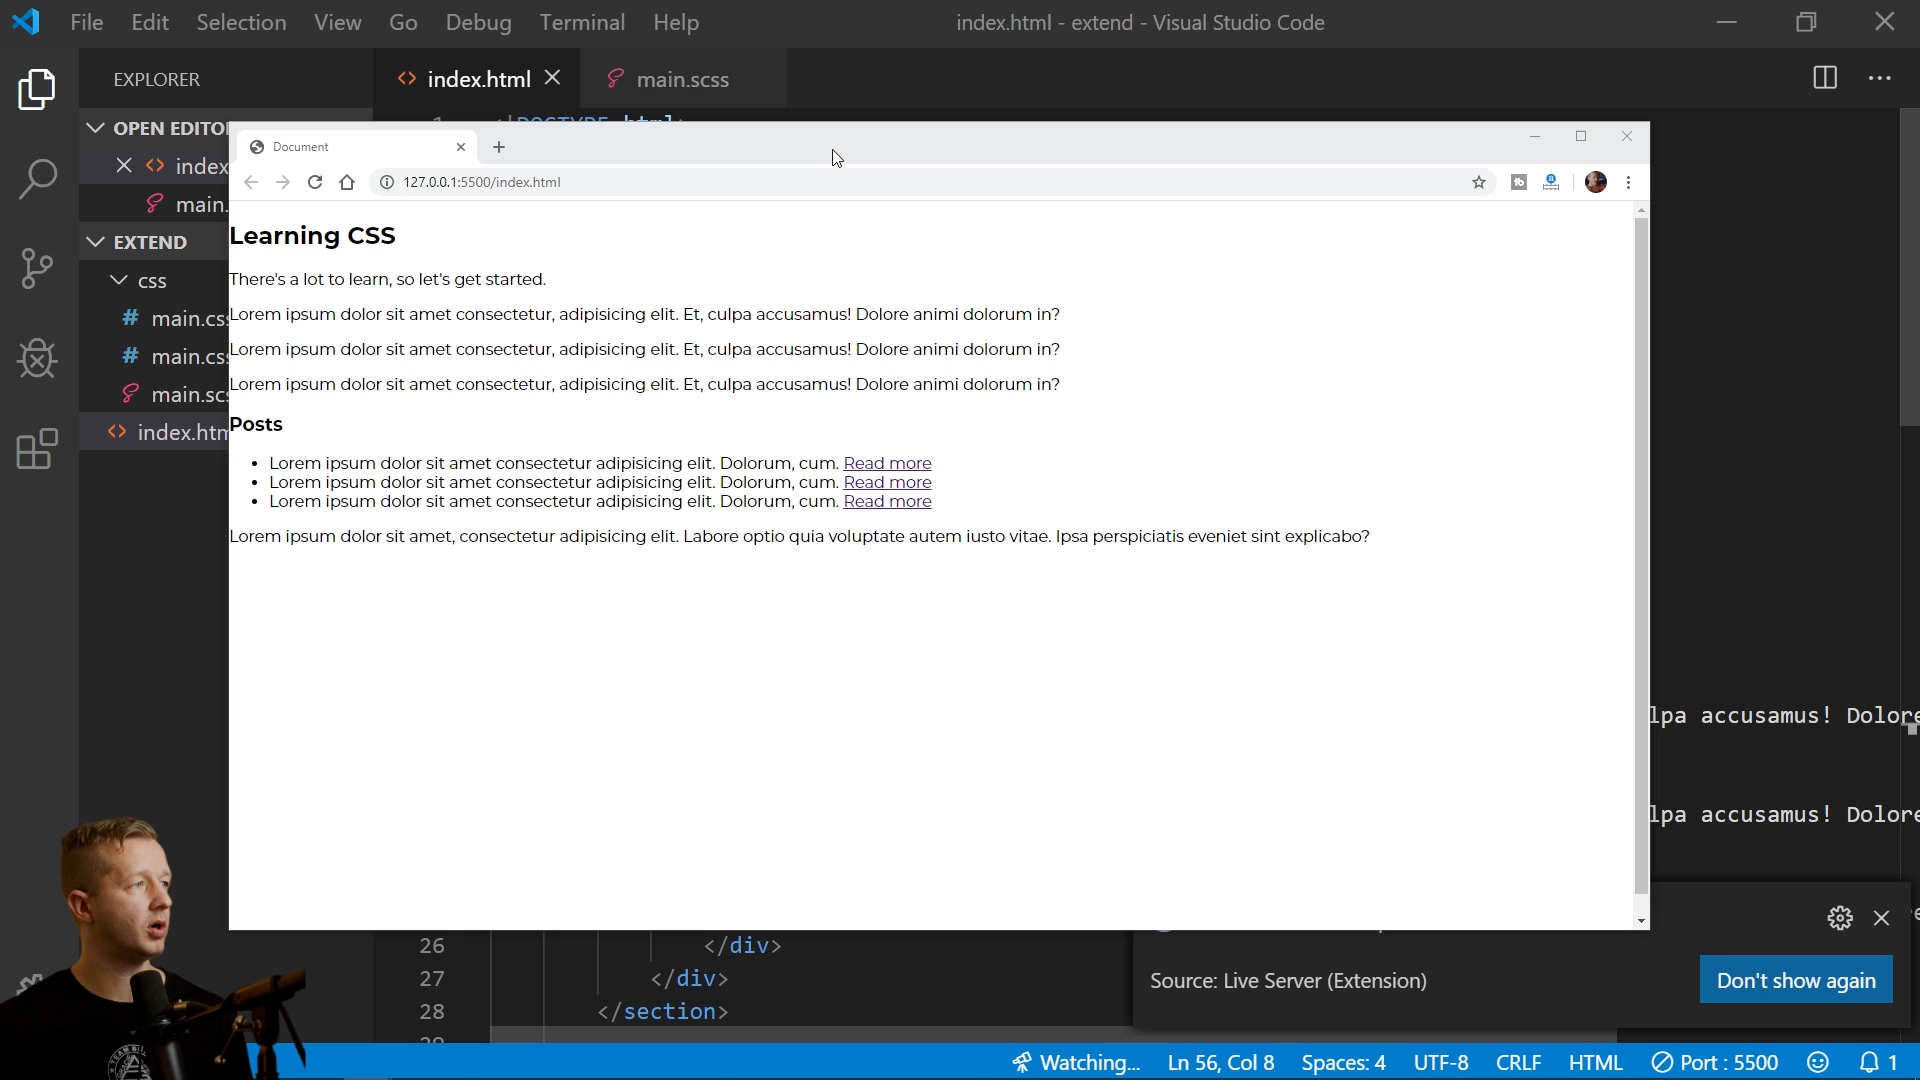 File Edit Selection View Go Debug Terminal Help
index.html - extend - Visual Studio Code
EXPLORER
index.html
main.scss
OPEN EDITO
index
main.
EXTEND
css
main.cs
main.cs
main.sc
index.htm
1 <!DOCTYPE html>
Document
127.0.0.1:5500/index.html
Learning CSS
There's a lot to learn, so let's get started.
Lorem ipsum dolor sit amet consectetur, adipisicing elit. Et, culpa accusamus! Dolore animi dolorum in?
Lorem ipsum dolor sit amet consectetur, adipisicing elit. Et, culpa accusamus! Dolore animi dolorum in?
Lorem ipsum dolor sit amet consectetur, adipisicing elit. Et, culpa accusamus! Dolore animi dolorum in?
Posts
Lorem ipsum dolor sit amet consectetur adipisicing elit. Dolorum, cum. Read more
Lorem ipsum dolor sit amet consectetur adipisicing elit. Dolorum, cum. Read more
Lorem ipsum dolor sit amet consectetur adipisicing elit. Dolorum, cum. Read more
Lorem ipsum dolor sit amet, consectetur adipisicing elit. Labore optio quia voluptate autem iusto vitae. Ipsa perspiciatis eveniet sint explicabo?
lpa accusamus! Dolore
lpa accusamus! Dolore
26 </div>
27 </div>
28 </section>
Source: Live Server (Extension)
Don't show again
Watching... Ln 56, Col 8 Spaces: 4 UTF-8 CRLF HTML Port : 5500 1